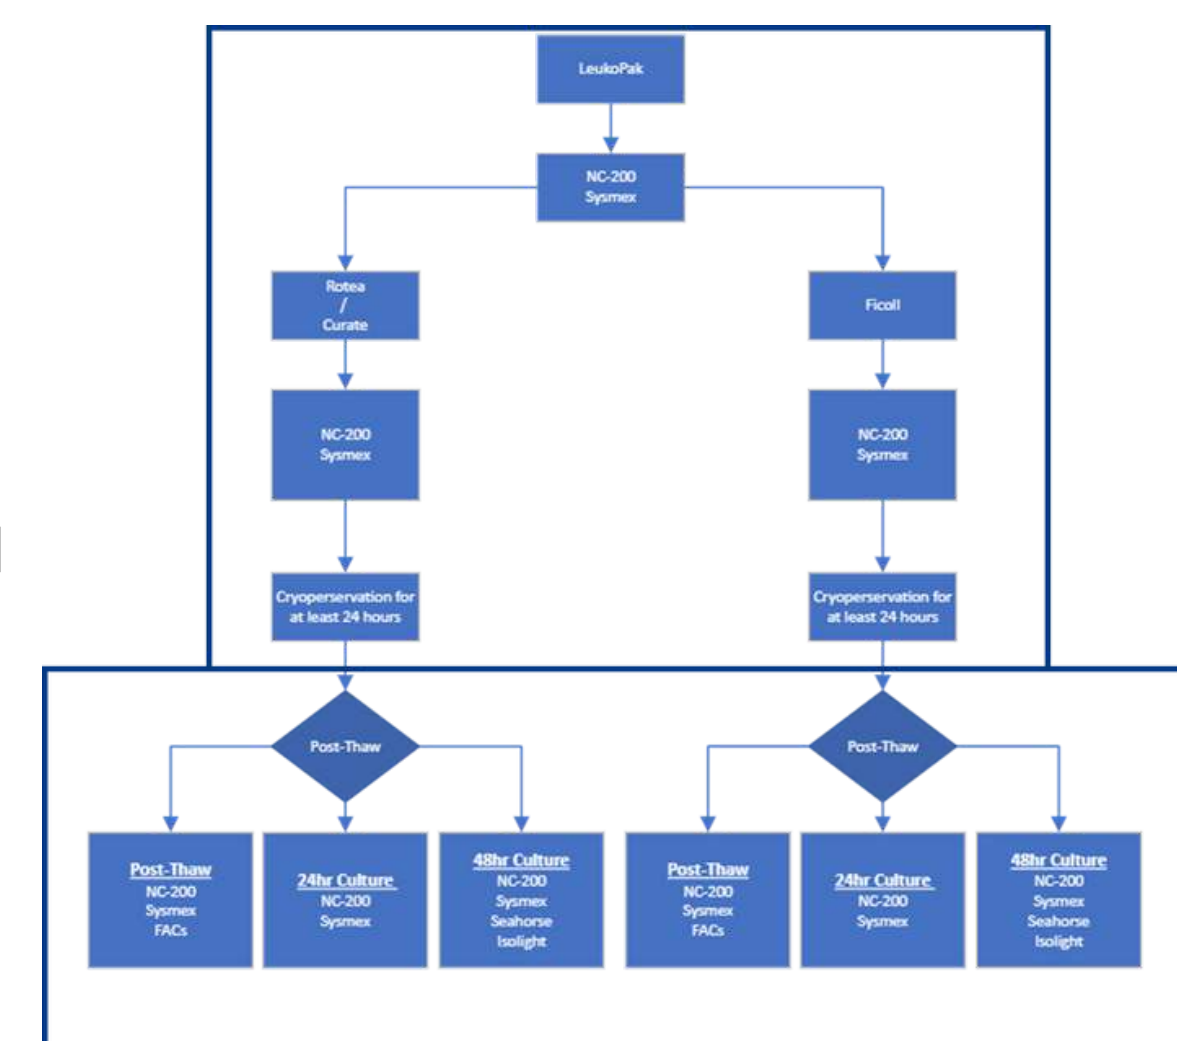 LeukoPak
NC-200
Sysmex
Rotea
/
Curate
Ficoll
NC-200
Sysmex
NC-200
Sysmex
Cryoperservation for
at least 24 hours
Cryoperservation for
at least 24 hours
Post-Thaw
Post-Thaw
Post-Thaw
NC-200
Sysmex
FACs
24hr Culture
NC-200
Sysmex
48hr Culture
NC-200
Sysmex
Seahorse
Isolight
Post-Thaw
NC-200
Sysmex
FACs
24hr Culture
NC-200
Sysmex
48hr Culture
NC-200
Sysmex
Seahorse
Isolight